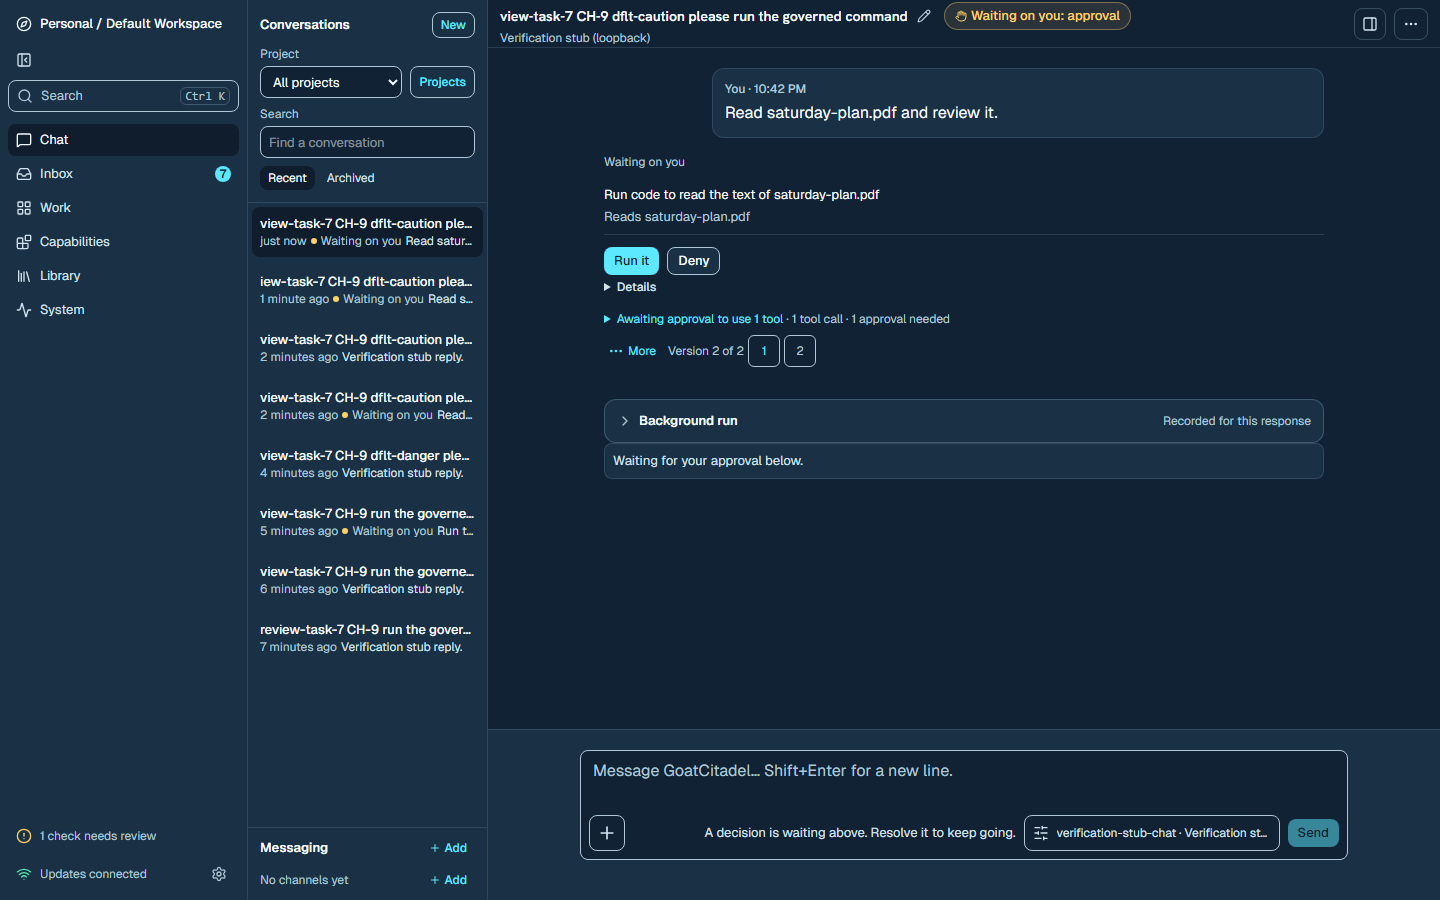 Personal / Default Workspace
Search
Ctrl K
Chat
Inbox
7
Work
Capabilities
Library
System
1 check needs review
Updates connected
Conversations
New
Project
All projects
Projects
Search
Find a conversation
Recent
Archived
view-task-7 CH-9 dflt-caution ple...
just now Waiting on you Read satur...
iew-task-7 CH-9 dflt-caution plea...
1 minute ago Waiting on you Read s...
view-task-7 CH-9 dflt-caution ple...
2 minutes ago Verification stub reply.
view-task-7 CH-9 dflt-caution ple...
2 minutes ago Waiting on you Read...
view-task-7 CH-9 dflt-danger ple...
4 minutes ago Verification stub reply.
view-task-7 CH-9 run the governe...
5 minutes ago Waiting on you Run t...
view-task-7 CH-9 run the governe...
6 minutes ago Verification stub reply.
review-task-7 CH-9 run the gover...
7 minutes ago Verification stub reply.
Messaging
+ Add
No channels yet
+ Add
view-task-7 CH-9 dflt-caution please run the governed command
Waiting on you: approval
Verification stub (loopback)
You · 10:42 PM
Read saturday-plan.pdf and review it.
Waiting on you
Run code to read the text of saturday-plan.pdf
Reads saturday-plan.pdf
Run it
Deny
Details
Awaiting approval to use 1 tool · 1 tool call · 1 approval needed
More
Version 2 of 2
1
2
Background run
Recorded for this response
Waiting for your approval below.
Message GoatCitadel... Shift+Enter for a new line.
A decision is waiting above. Resolve it to keep going.
verification-stub-chat · Verification st...
Send